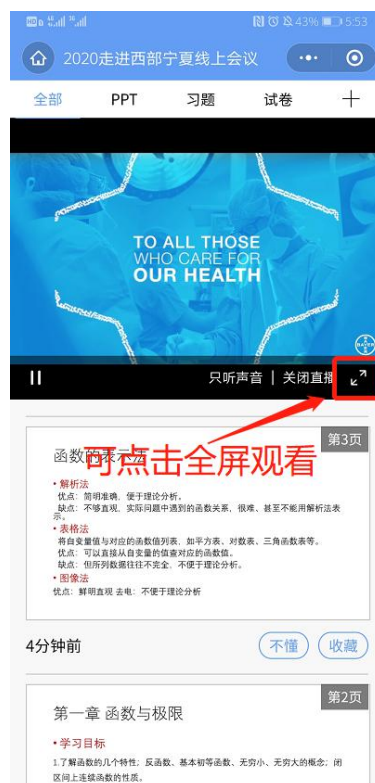 HD 43% 5:53
2020走进西部宁夏线上会议
全部 PPT 习题 试卷
TO ALL THOSE
WHO CARE FOR
OUR HEALTH
BAYER
只听声音 | 关闭直播
可点击全屏观看
第3页
函数的表示法
•解析法
优点: 简明准确, 便于理论分析。
缺点: 不够直观, 实际问题中遇到的函数关系, 很难、甚至不能用解析法表
示。
•表格法
将自变量值与对应的函数值列表, 如平方表、对数表、三角函数表等。
优点: 可以直接从自变量的值查对应的函数值。
缺点: 但所列数据往往不完全, 不便于理论分析。
•图像法
优点: 鲜明直观 去电: 不便于理论分析
4分钟前 不懂 收藏
第2页
第一章 函数与极限
•学习目标
1.了解函数的几个特性; 反函数、基本初等函数、无穷小、无穷大的概念; 闭
区间上连续函数的性质。